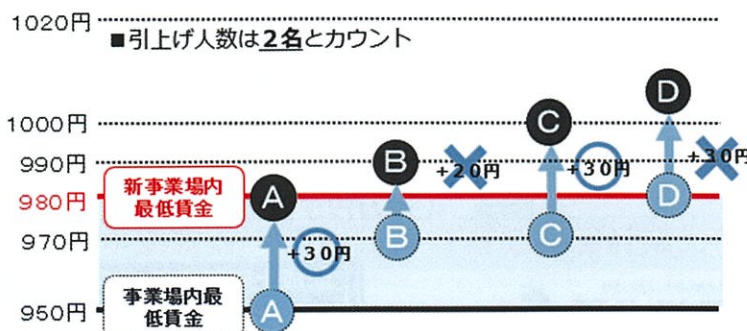 1020円
■引上げ人数は2名とカウント
D
1000円
C
B
990円
+20円
+30円
+30円
新事業場内
最低賃金
A
D
980円
B
C
970円
+30円
事業場内最
低賃金
A
950円